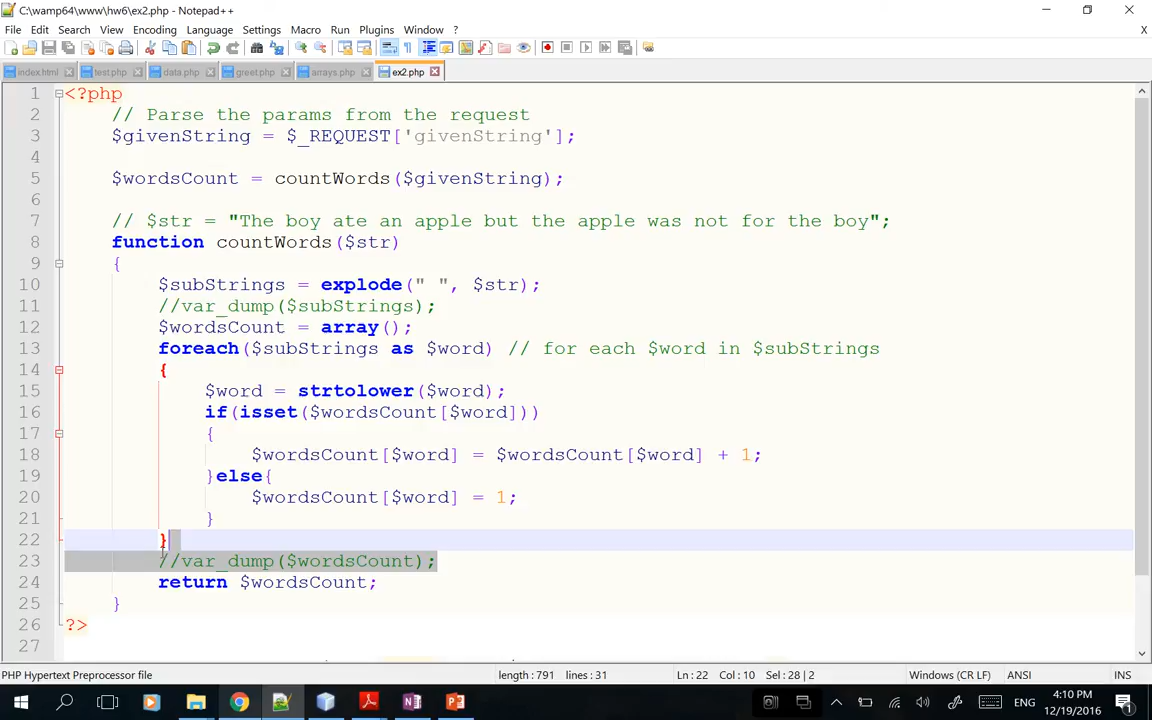 C:\wamp64\www\hw6\ex2.php - Notepad++
File Edit Search View Encoding Language Settings Macro Run Plugins Window ? X
index.html test.php data.php greet.php arrays.php ex2.php
1 <?php
2 // Parse the params from the request
3 $givenString = $_REQUEST['givenString'];
4
5 $wordsCount = countWords($givenString);
6
7 // $str = "The boy ate an apple but the apple was not for the boy";
8 function countWords($str)
9 {
10 $subStrings = explode(" ", $str);
11 //var_dump($subStrings);
12 $wordsCount = array();
13 foreach($subStrings as $word) // for each $word in $subStrings
14 {
15 $word = strtolower($word);
16 if(isset($wordsCount[$word]))
17 {
18 $wordsCount[$word] = $wordsCount[$word] + 1;
19 }else{
20 $wordsCount[$word] = 1;
21 }
22 }
23 //var_dump($wordsCount);
24 return $wordsCount;
25 }
26 ?>
27
PHP Hypertext Preprocessor file length : 791 lines : 31 Ln : 22 Col : 10 Sel : 28 | 2 Windows (CR LF) ANSI INS
ENG 4:10 PM
12/19/2016